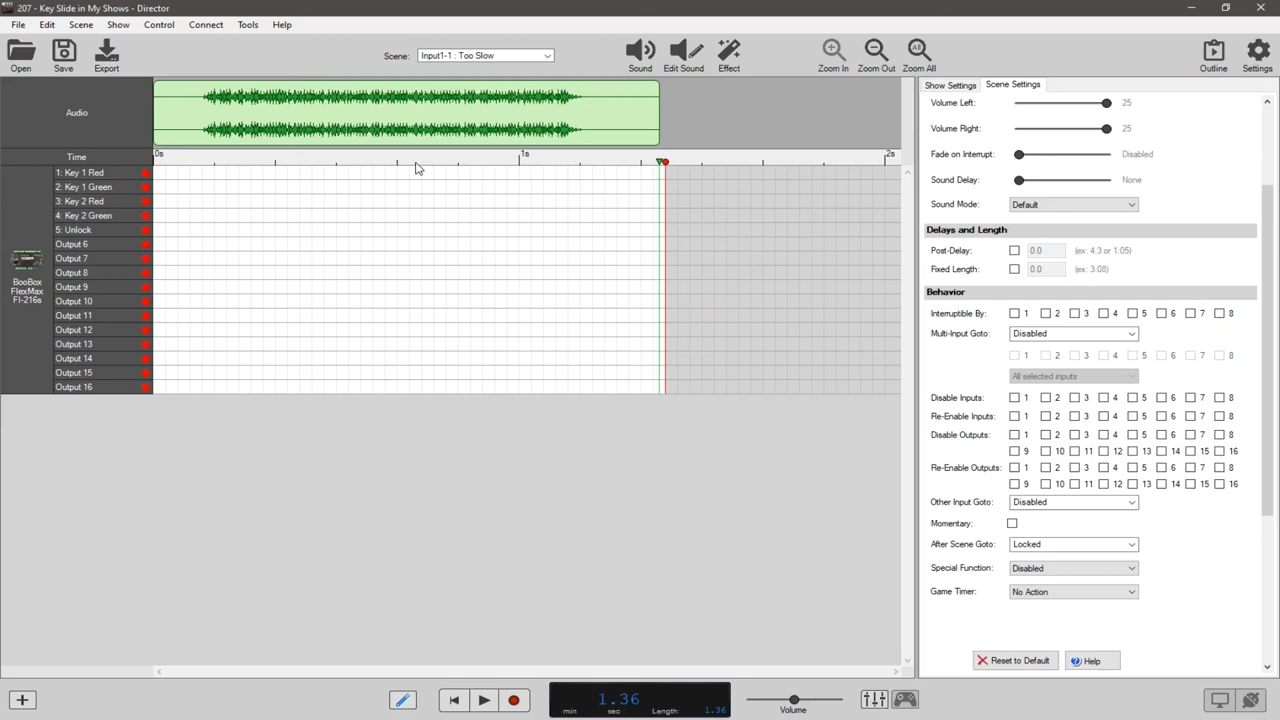 207 - Key Slide in My Shows - Director
File Edit Scene Show Control Connect Tools Help
Open Save Export Scene: Input1-1 : Too Slow Sound Edit Sound Effect Zoom In Zoom Out All Zoom All Outline Settings
Show Settings Scene Settings
Audio
Time 0s 1s 2s
1: Key 1 Red
2: Key 1 Green
3: Key 2 Red
4: Key 2 Green
5: Unlock
Output 6
Output 7
Output 8
Output 9
Output 10
Output 11
Output 12
Output 13
Output 14
Output 15
Output 16
BooBox
FlexMax
FI-216s
Volume Left: 25
Volume Right: 25
Fade on Interrupt: Disabled
Sound Delay: None
Sound Mode: Default
Delays and Length
Post-Delay: 0.0 (ex: 4.3 or 1:05)
Fixed Length: 0.0 (ex: 3:08)
Behavior
Interruptible By: 1 2 3 4 5 6 7 8
Multi-Input Goto: Disabled
1 2 3 4 5 6 7 8
All selected inputs
Disable Inputs: 1 2 3 4 5 6 7 8
Re-Enable Inputs: 1 2 3 4 5 6 7 8
Disable Outputs: 1 2 3 4 5 6 7 8
9 10 11 12 13 14 15 16
Re-Enable Outputs: 1 2 3 4 5 6 7 8
9 10 11 12 13 14 15 16
Other Input Goto: Disabled
Momentary:
After Scene Goto: Locked
Special Function: Disabled
Game Timer: No Action
Reset to Default Help
1.36
min sec Length: 1.36
Volume